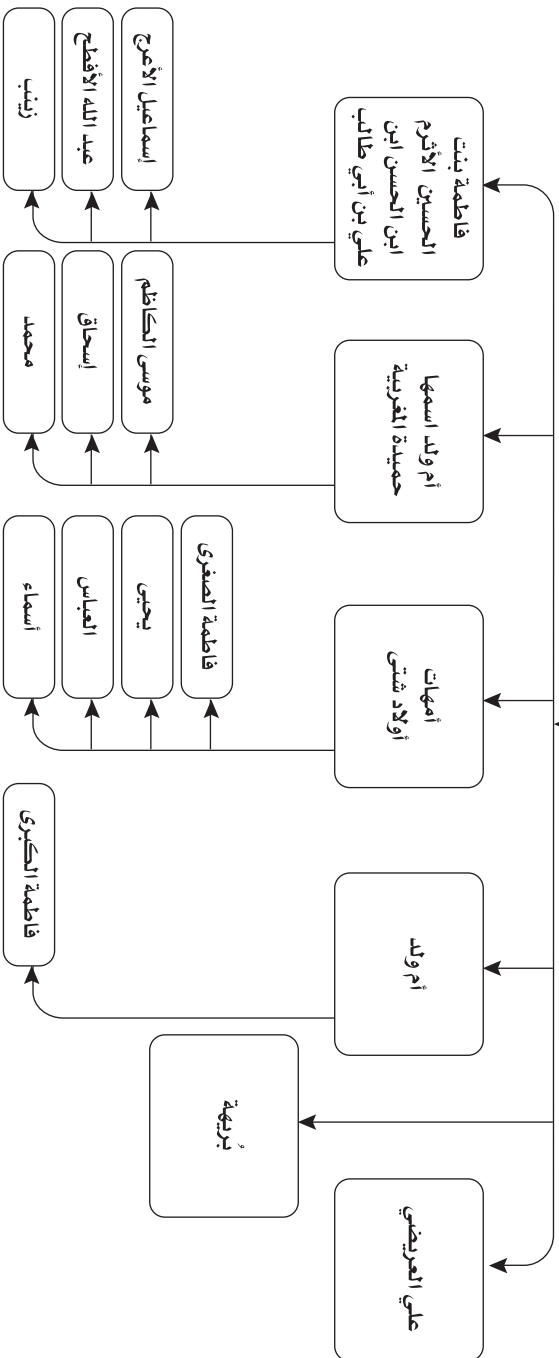 فاطمة بنت
الحسين الأثرم
ابن الحسن ابن
علي بن أبي طالب
إسماعيل الأعرج
عبد الله الأفطح
زينب
أم ولد اسمها
حميدة المغربية
موسى الكاظم
إسحاق
محمد
أمهات
أولاد شتى
فاطمة الصغرى
يحيى
العباس
أسماء
أم ولد
فاطمة الكبرى
بُريهة
علي العريضي